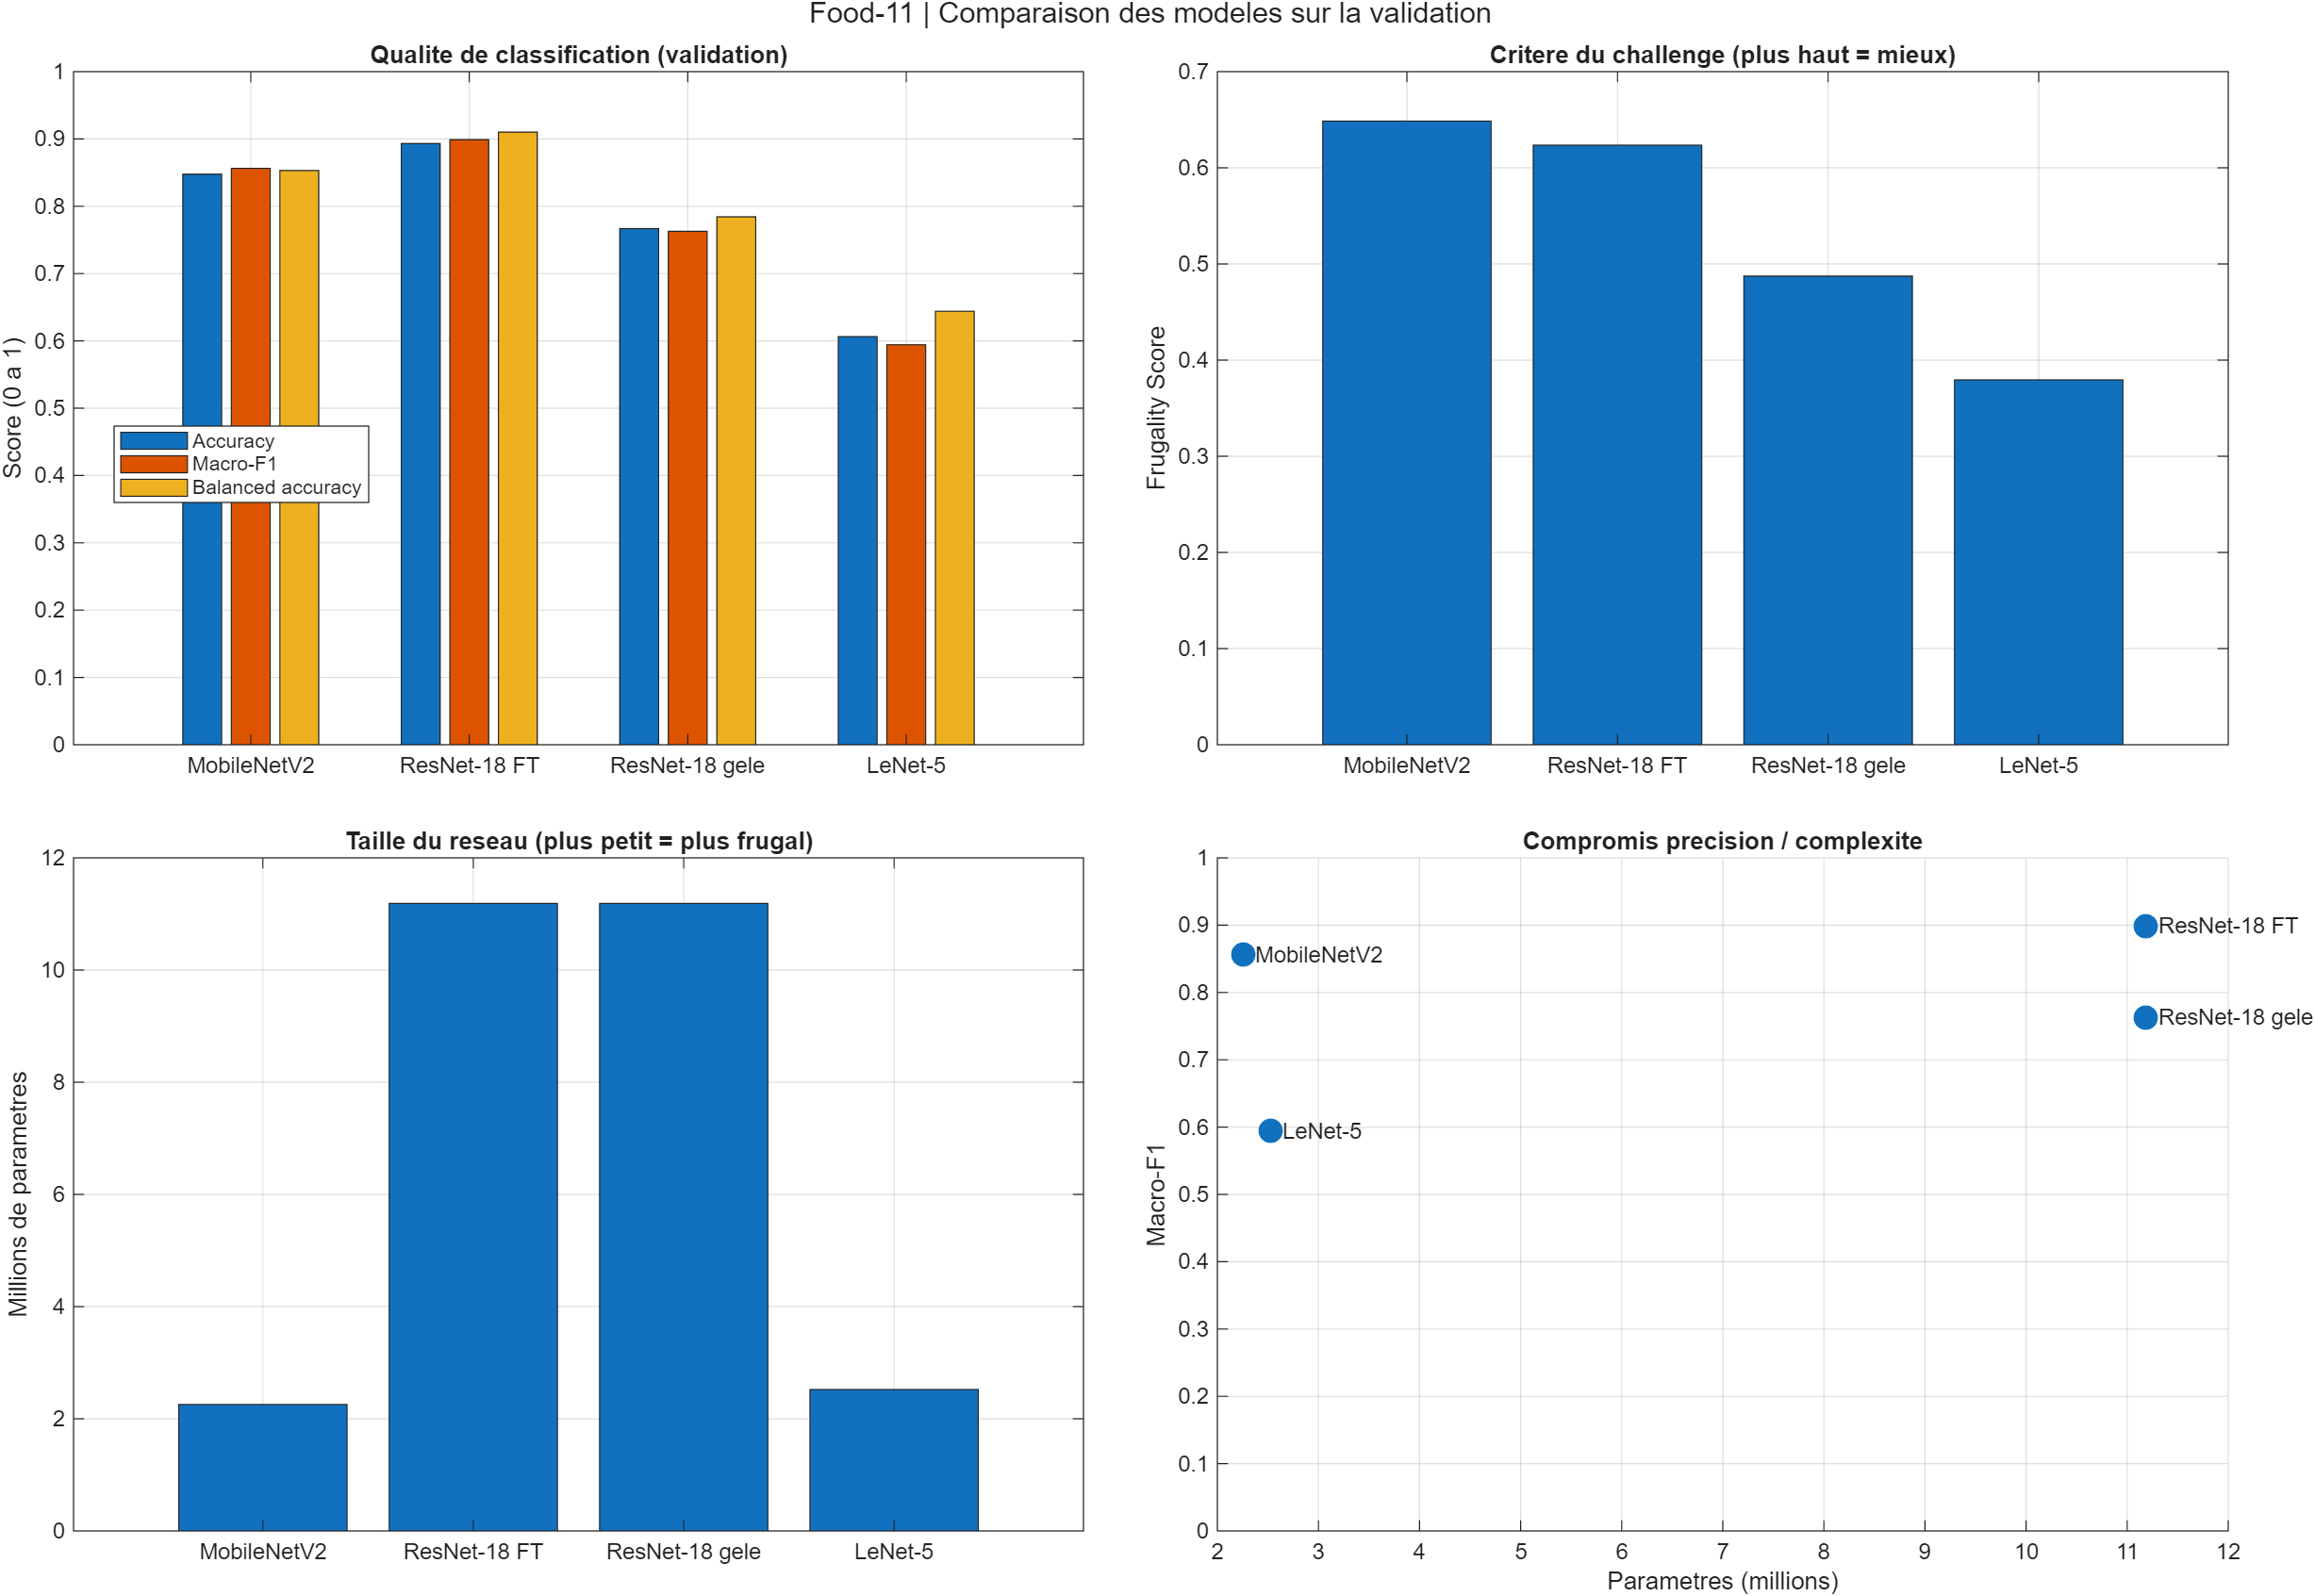 Food-11 | Comparaison des modeles sur la validation
Qualite de classification (validation)
Score (0 a 1)
1
0.9
0.8
0.7
0.6
0.5
0.4
0.3
0.2
0.1
0
Accuracy
Macro-F1
Balanced accuracy
MobileNetV2 ResNet-18 FT ResNet-18 gele LeNet-5
Critere du challenge (plus haut = mieux)
Frugality Score
0.7
0.6
0.5
0.4
0.3
0.2
0.1
0
MobileNetV2 ResNet-18 FT ResNet-18 gele LeNet-5
Taille du reseau (plus petit = plus frugal)
Millions de parametres
12
10
8
6
4
2
0
MobileNetV2 ResNet-18 FT ResNet-18 gele LeNet-5
Compromis precision / complexite
Macro-F1
1
0.9
0.8
0.7
0.6
0.5
0.4
0.3
0.2
0.1
0
ResNet-18 FT
MobileNetV2
ResNet-18 gele
LeNet-5
2 3 4 5 6 7 8 9 10 11 12
Parametres (millions)